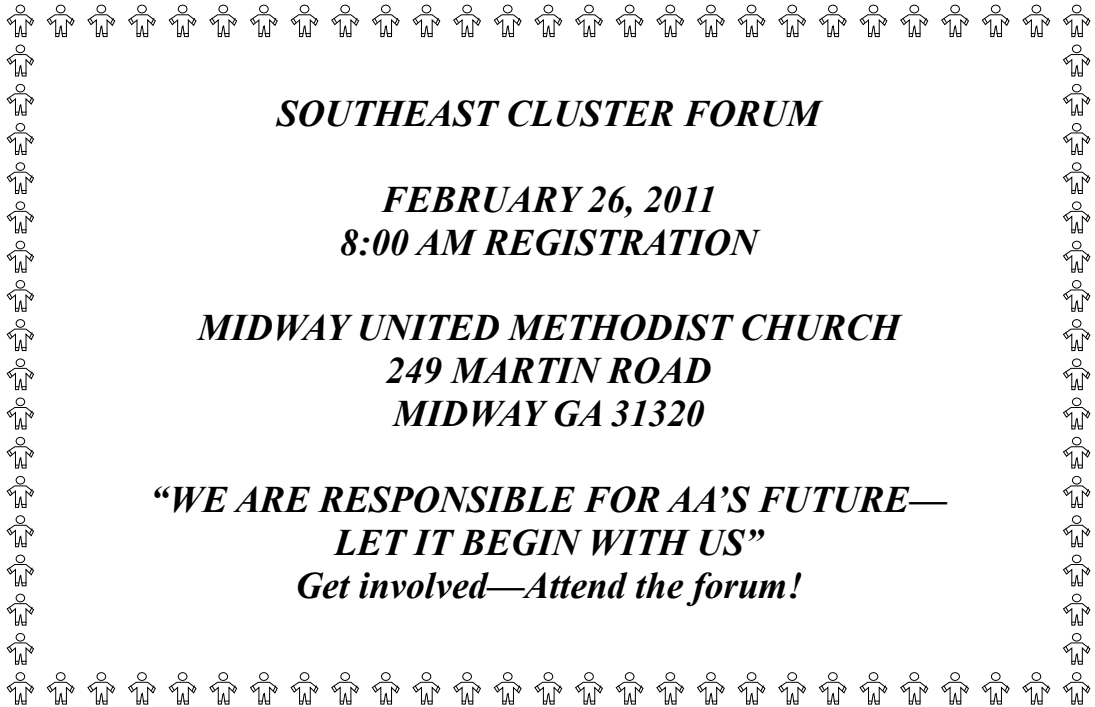 SOUTHEAST CLUSTER FORUM
FEBRUARY 26, 2011
8:00 AM REGISTRATION
MIDWAY UNITED METHODIST CHURCH
249 MARTIN ROAD
MIDWAY GA 31320
“WE ARE RESPONSIBLE FOR AA’S FUTURE—
LET IT BEGIN WITH US”
Get involved—Attend the forum!